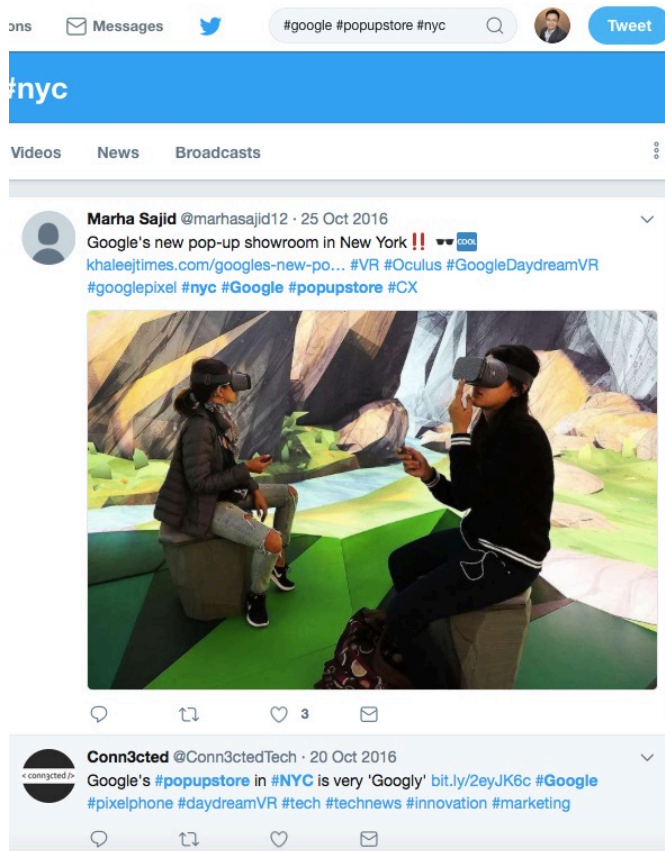 ons Messages #google #popupstore #nyc Tweet
#nyc
Videos News Broadcasts
Marha Sajid @marhasajid12 · 25 Oct 2016
Google's new pop-up showroom in New York‼️ 🕶️🆒
khaleejtimes.com/googles-new-po... #VR #Oculus #GoogleDaydreamVR
#googlepixel #nyc #Google #popupstore #CX
3
Conn3cted @Conn3ctedTech · 20 Oct 2016
< conn3cted />
Google's #popupstore in #NYC is very 'Googly' bit.ly/2eyJK6c #Google
#pixelphone #daydreamVR #tech #technews #innovation #marketing